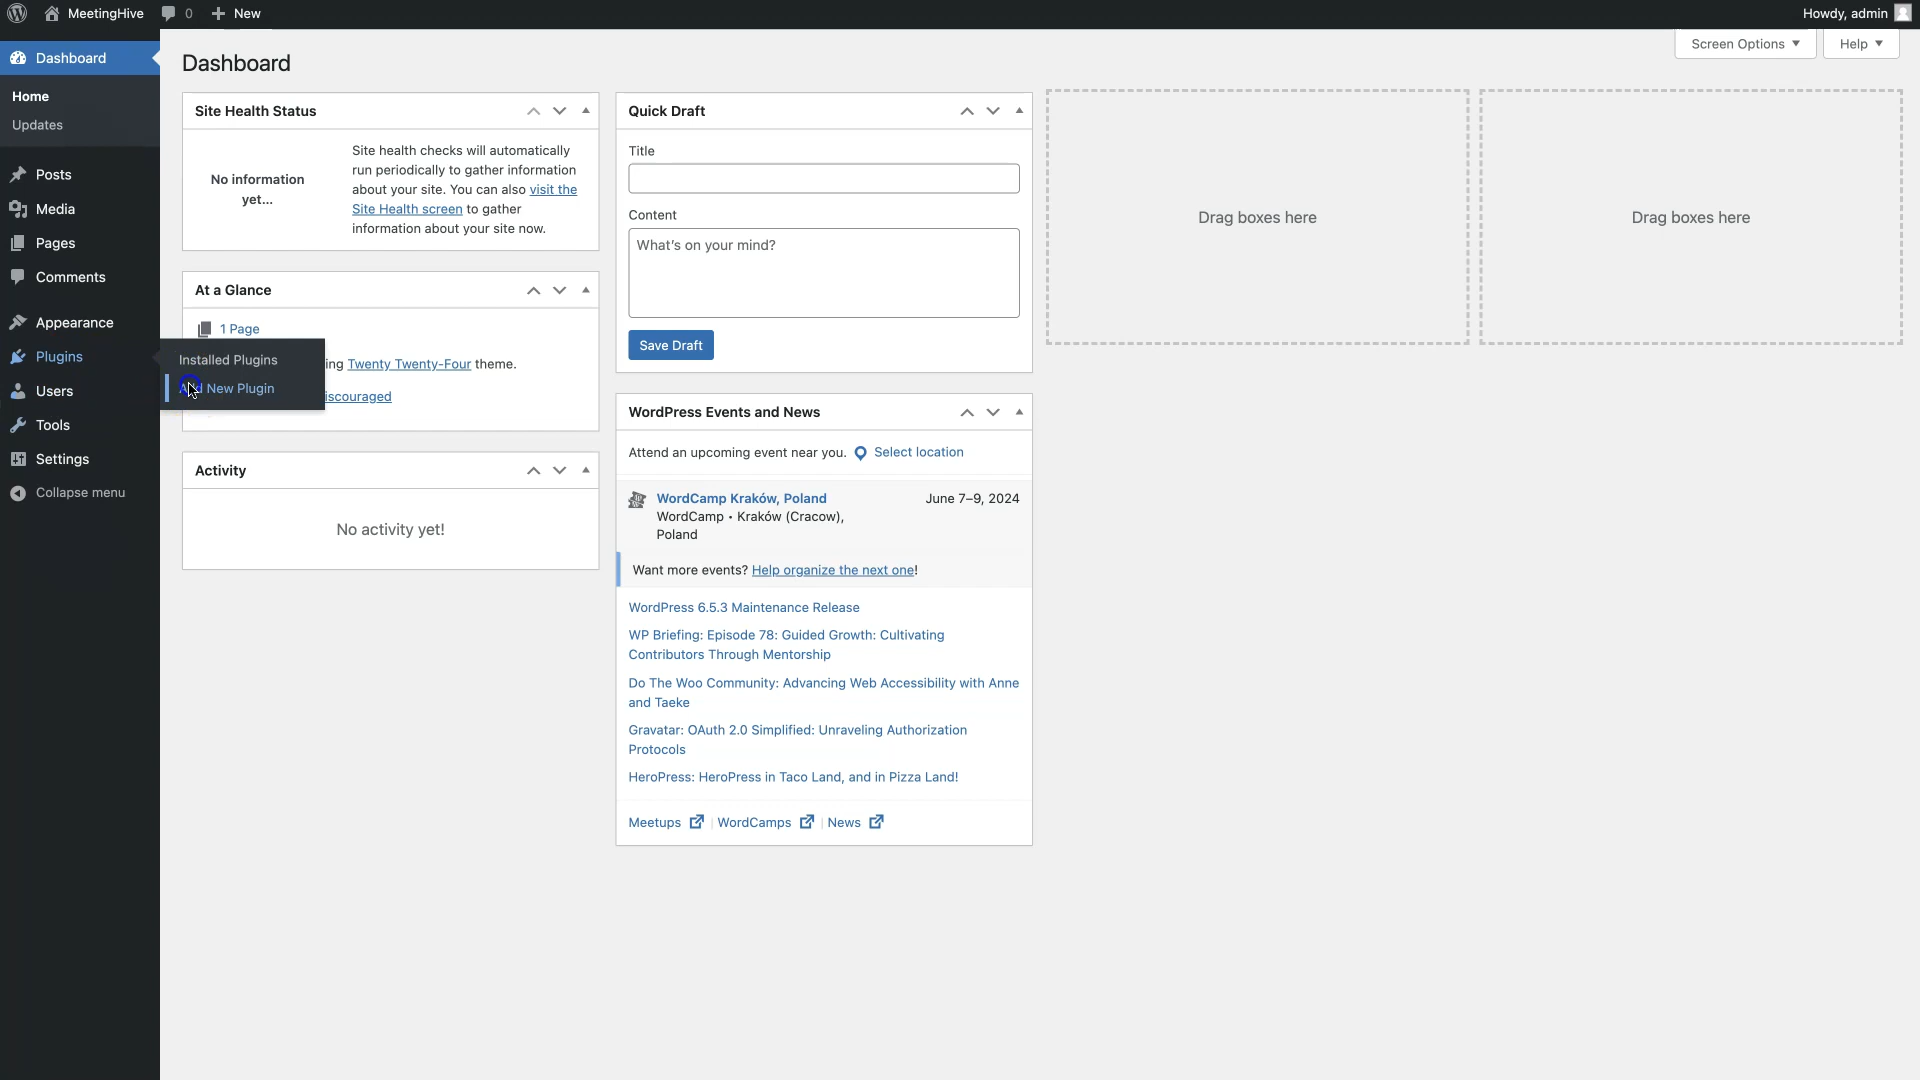 MeetingHive 0 New Howdy, admin
Screen Options Help
Dashboard
Home
Updates
Posts
Media
Pages
Comments
Appearance
Plugins
Users
Tools
Settings
Collapse menu
Installed Plugins
New Plugin
Dashboard
Site Health Status
No information
yet...
Site health checks will automatically
run periodically to gather information
about your site. You can also visit the
Site Health screen to gather
information about your site now.
At a Glance
1 Page
ing Twenty Twenty-Four theme.
iscouraged
Activity
No activity yet!
Quick Draft
Title
Content
What's on your mind?
Save Draft
WordPress Events and News
Attend an upcoming event near you. Select location
WordCamp Kraków, Poland June 7–9, 2024
WordCamp • Kraków (Cracow),
Poland
Want more events? Help organize the next one!
WordPress 6.5.3 Maintenance Release
WP Briefing: Episode 78: Guided Growth: Cultivating
Contributors Through Mentorship
Do The Woo Community: Advancing Web Accessibility with Anne
and Taeke
Gravatar: OAuth 2.0 Simplified: Unraveling Authorization
Protocols
HeroPress: HeroPress in Taco Land, and in Pizza Land!
Meetups | WordCamps | News
Drag boxes here
Drag boxes here